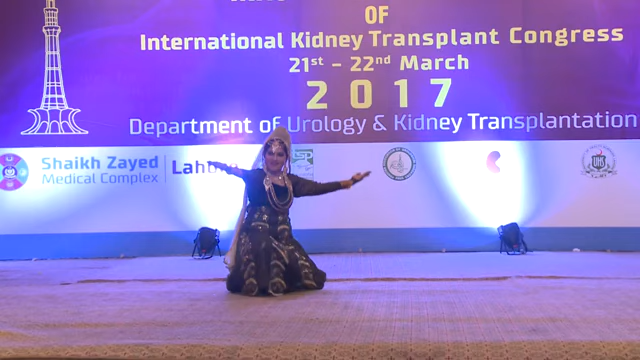 OF
International Kidney Transplant Congress
21st – 22nd March
2017
Department of Urology & Kidney Transplantation
Shaikh Zayed
Medical Complex